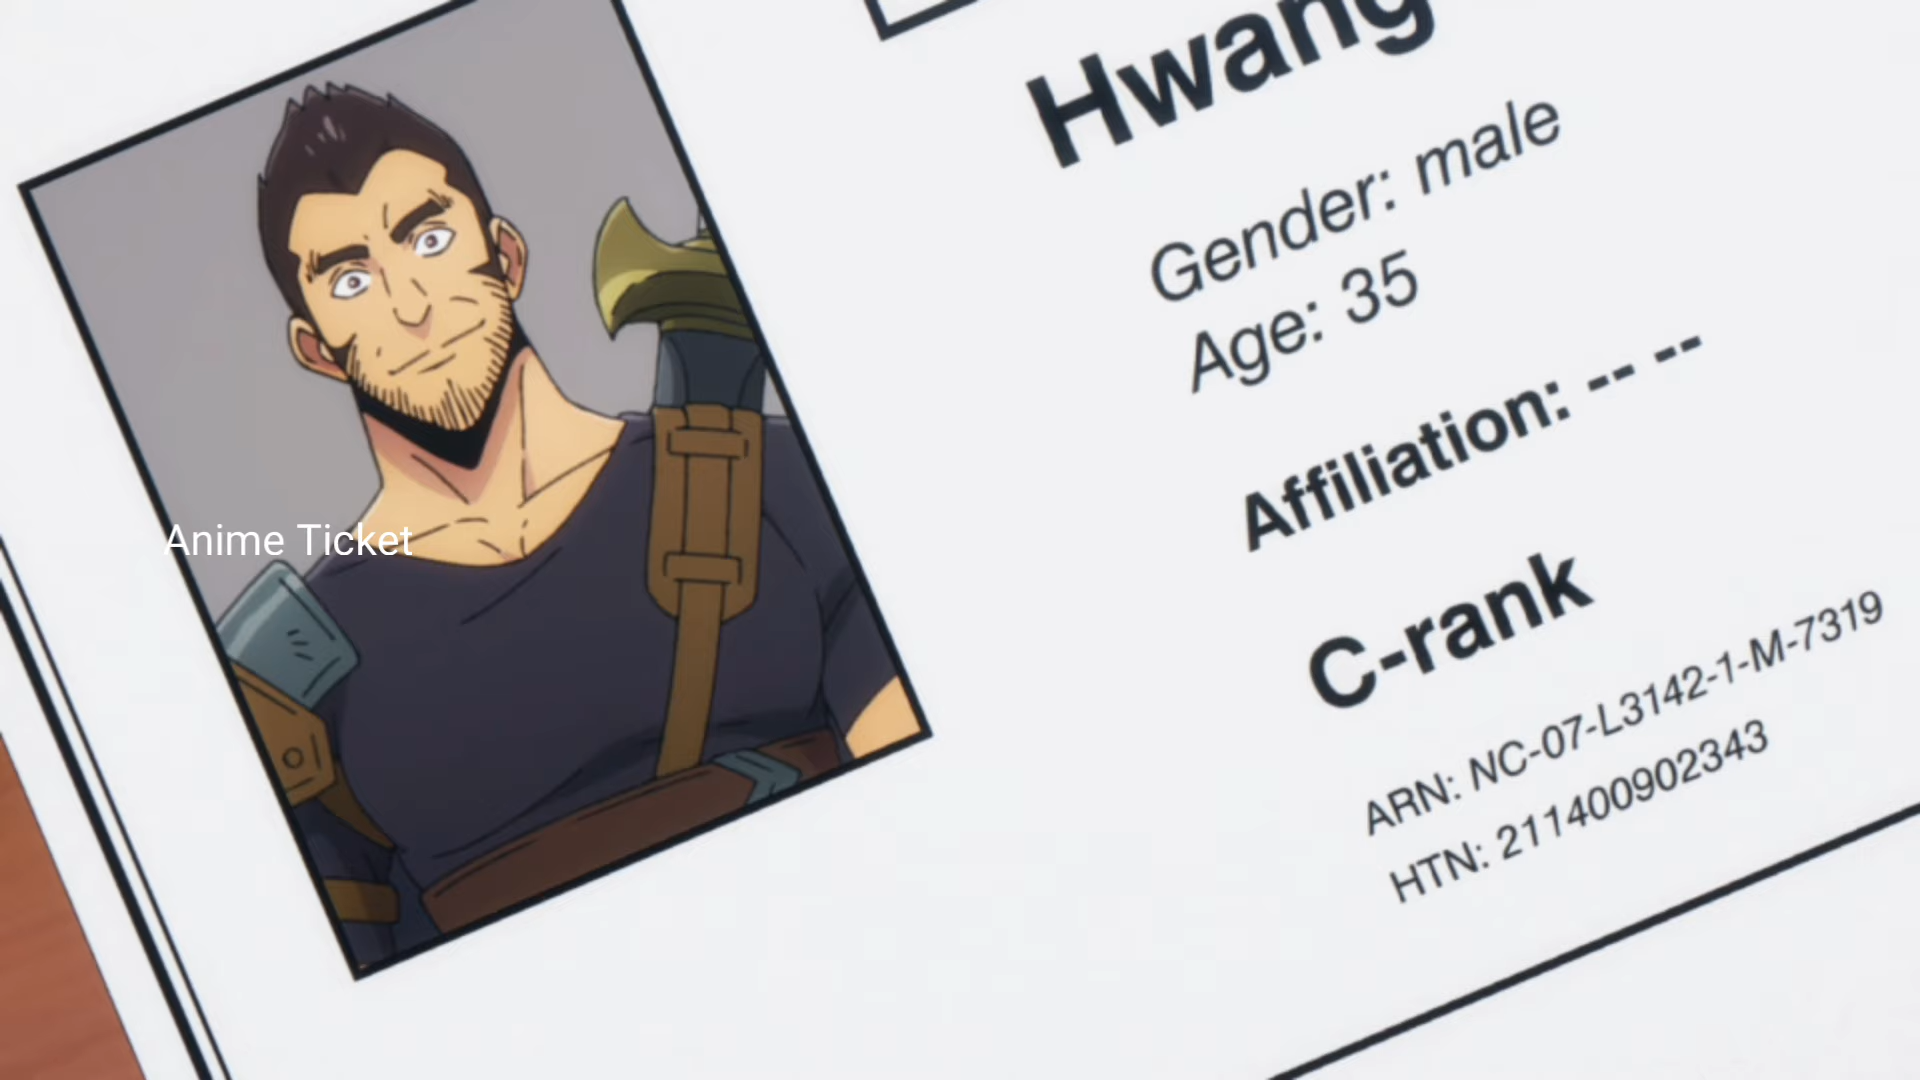 Hwang
Gender: male
Age: 35
Affiliation: -- --
C-rank
ARN: NC-07-L3142-1-M-7319
HTN: 211400902343
Anime Ticket